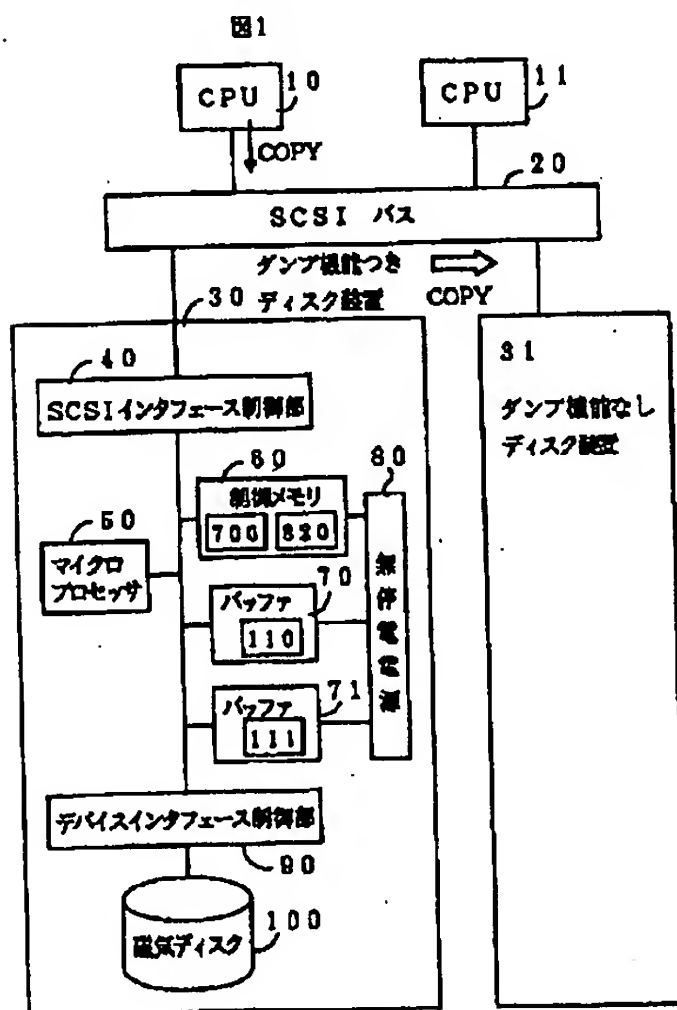 図1
CPU
10
CPU
11
COPY
20
SCSI バス
ダンプ機能つき
ディスク装置
COPY
30
40
SCSIインタフェース制御部
31
ダンプ機能なし
ディスク装置
60
制御メモリ
700
820
80
50
マイクロ
プロセッサ
無停電電源
バッファ
70
110
バッファ
71
111
デバイスインタフェース制御部
90
磁気ディスク
100